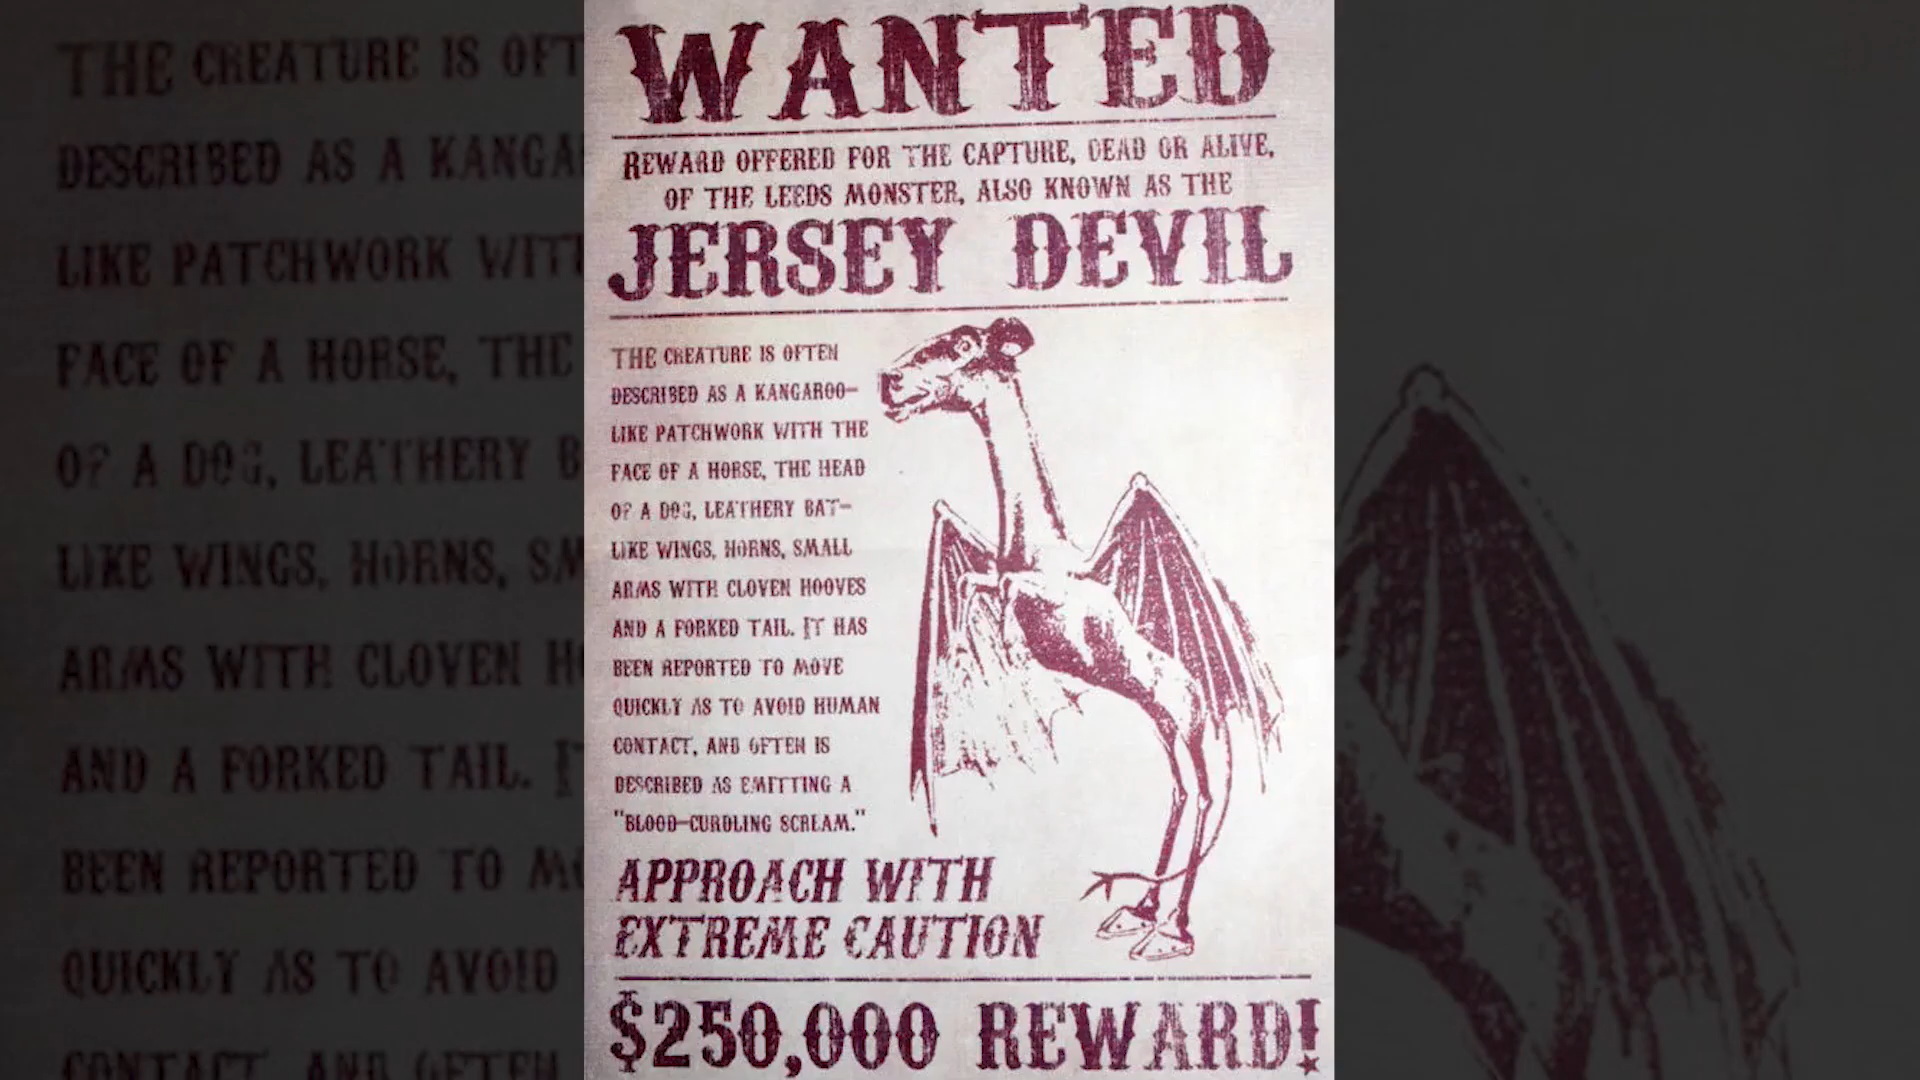 WANTED
REWARD OFFERED FOR THE CAPTURE, DEAD OR ALIVE,
OF THE LEEDS MONSTER, ALSO KNOWN AS THE
JERSEY DEVIL
THE CREATURE IS OFTEN
DESCRIBED AS A KANGAROO-
LIKE PATCHWORK WITH THE
FACE OF A HORSE, THE HEAD
OF A DOG, LEATHERY BAT-
LIKE WINGS, HORNS, SMALL
ARMS WITH CLOVEN HOOVES
AND A FORKED TAIL. IT HAS
BEEN REPORTED TO MOVE
QUICKLY AS TO AVOID HUMAN
CONTACT, AND OFTEN IS
DESCRIBED AS EMITTING A
"BLOOD-CURDLING SCREAM."
APPROACH WITH
EXTREME CAUTION
$250,000 REWARD!
THE CREATURE IS OFT
DESCRIBED AS A KANGA
LIKE PATCHWORK WIT
FACE OF A HORSE, THE
OF A DOG, LEATHERY B
LIKE WINGS, HORNS, SM
ARMS WITH CLOVEN HO
AND A FORKED TAIL. I
BEEN REPORTED TO M
QUICKLY AS TO AVOID
CONTACT, AND OFTEN